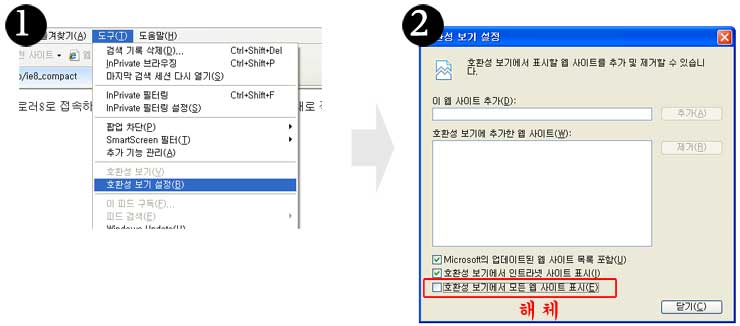 1
즐겨찾기(A) 도구(T) 도움말(H)
검색 기록 삭제(D)... Ctrl+Shift+Del
InPrivate 브라우징 Ctrl+Shift+P
마지막 검색 세션 다시 열기(S)
InPrivate 필터링 Ctrl+Shift+F
InPrivate 필터링 설정(S)
팝업 차단(P)
SmartScreen 필터(T)
추가 기능 관리(A)
호환성 보기(V)
호환성 보기 설정(B)
이 피드 구독(F)...
피드 검색(E)
Windows Update(U)
사이트
/ie8_compact
로러8로 접속하
2
호환성 보기 설정
호환성 보기에서 표시할 웹 사이트를 추가 및 제거할 수 있습니
다.
이 웹 사이트 추가(D):
추가(A)
호환성 보기에 추가한 웹 사이트(W):
제거(R)
Microsoft의 업데이트된 웹 사이트 목록 포함(U)
호환성 보기에서 인트라넷 사이트 표시(I)
호환성 보기에서 모든 웹 사이트 표시(E)
해 체
닫기(C)